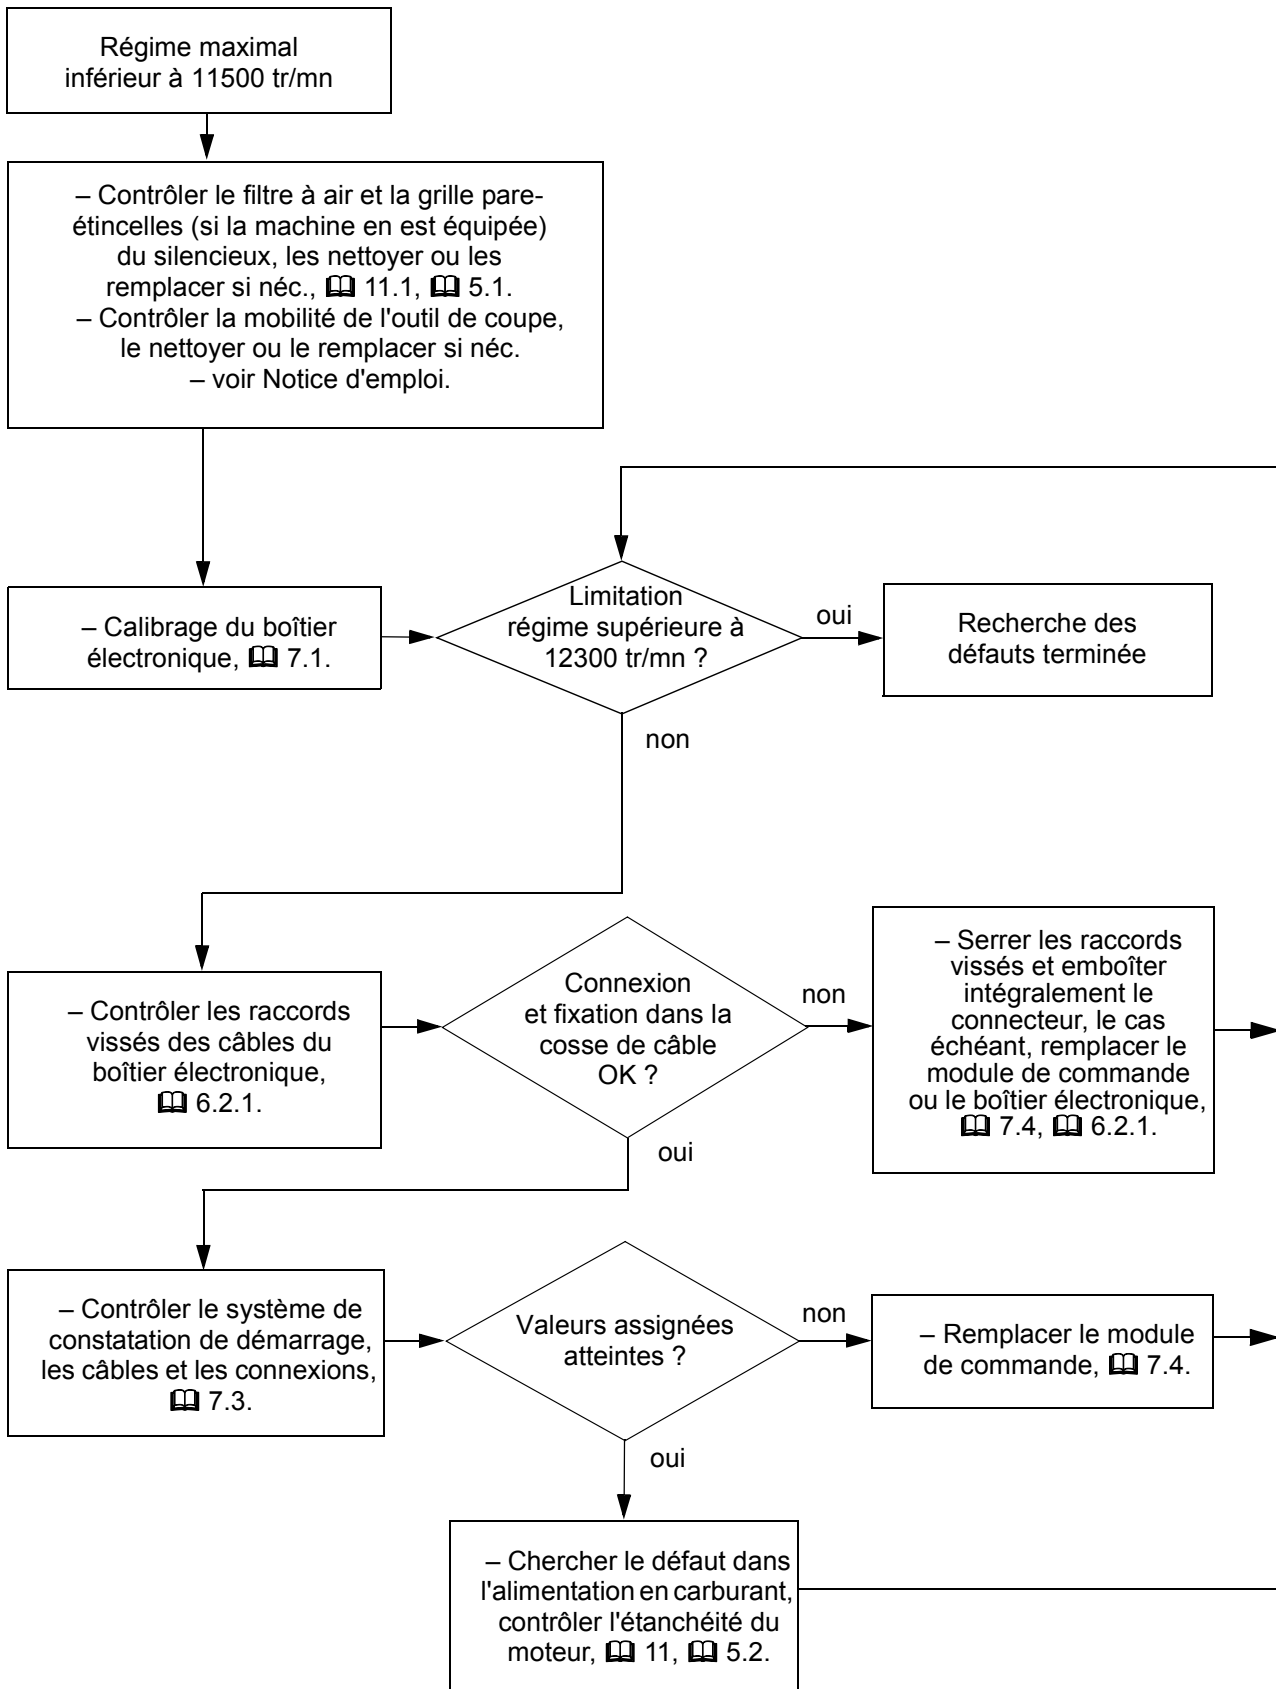 Régime maximal
inférieur à 11500 tr/mn
– Contrôler le filtre à air et la grille pare-
étincelles (si la machine en est équipée)
du silencieux, les nettoyer ou les
remplacer si néc., 🕮 11.1, 🕮 5.1.
– Contrôler la mobilité de l'outil de coupe,
le nettoyer ou le remplacer si néc.
– voir Notice d'emploi.
– Calibrage du boîtier
électronique, 🕮 7.1.
Limitation
régime supérieure à
12300 tr/mn ?
oui
Recherche des
défauts terminée
non
– Contrôler les raccords
vissés des câbles du
boîtier électronique,
🕮 6.2.1.
Connexion
et fixation dans la
cosse de câble
OK ?
non
– Serrer les raccords
vissés et emboîter
intégralement le
connecteur, le cas
échéant, remplacer le
module de commande
ou le boîtier électronique,
🕮 7.4, 🕮 6.2.1.
oui
– Contrôler le système de
constatation de démarrage,
les câbles et les connexions,
🕮 7.3.
Valeurs assignées
atteintes ?
non
– Remplacer le module
de commande, 🕮 7.4.
oui
– Chercher le défaut dans
l'alimentation en carburant,
contrôler l'étanchéité du
moteur, 🕮 11, 🕮 5.2.